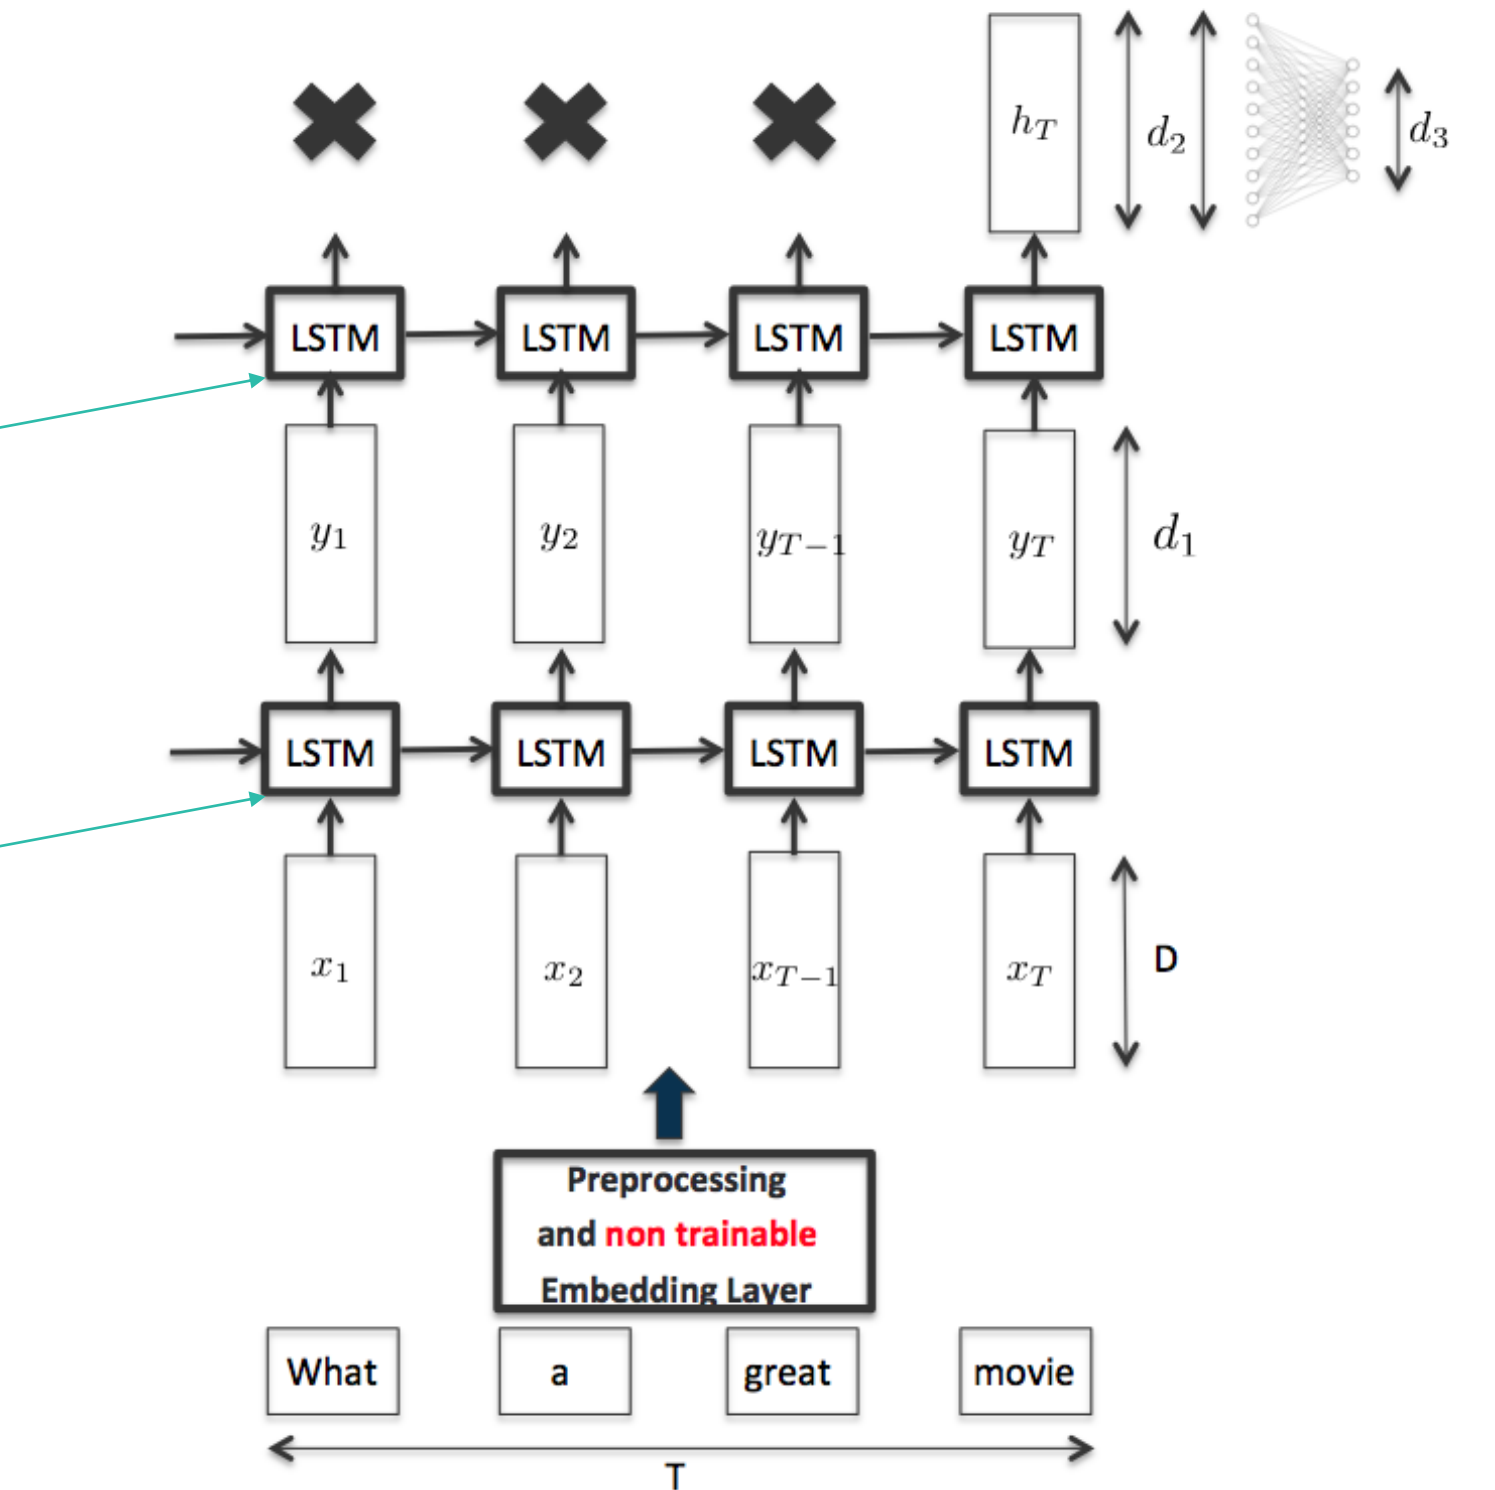 h_T
d_2
d_3
LSTM LSTM LSTM LSTM
y_1 y_2 y_{T-1} y_T
d_1
LSTM LSTM LSTM LSTM
x_1 x_2 x_{T-1} x_T
D
Preprocessing
and non trainable
Embedding Layer
What a great movie
T